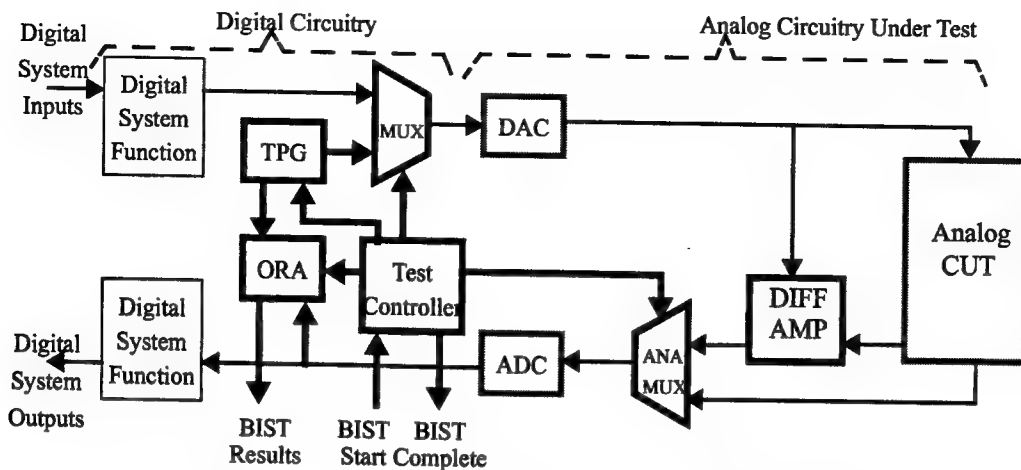 Digital Circuitry
Analog Circuitry Under Test
Digital
System
Inputs
Digital
System
Function
MUX
DAC
TPG
Analog
CUT
ORA
Test
Controller
DIFF
AMP
Digital
System
Outputs
Digital
System
Function
ADC
ANA
MUX
BIST
Results
BIST
Start
BIST
Complete